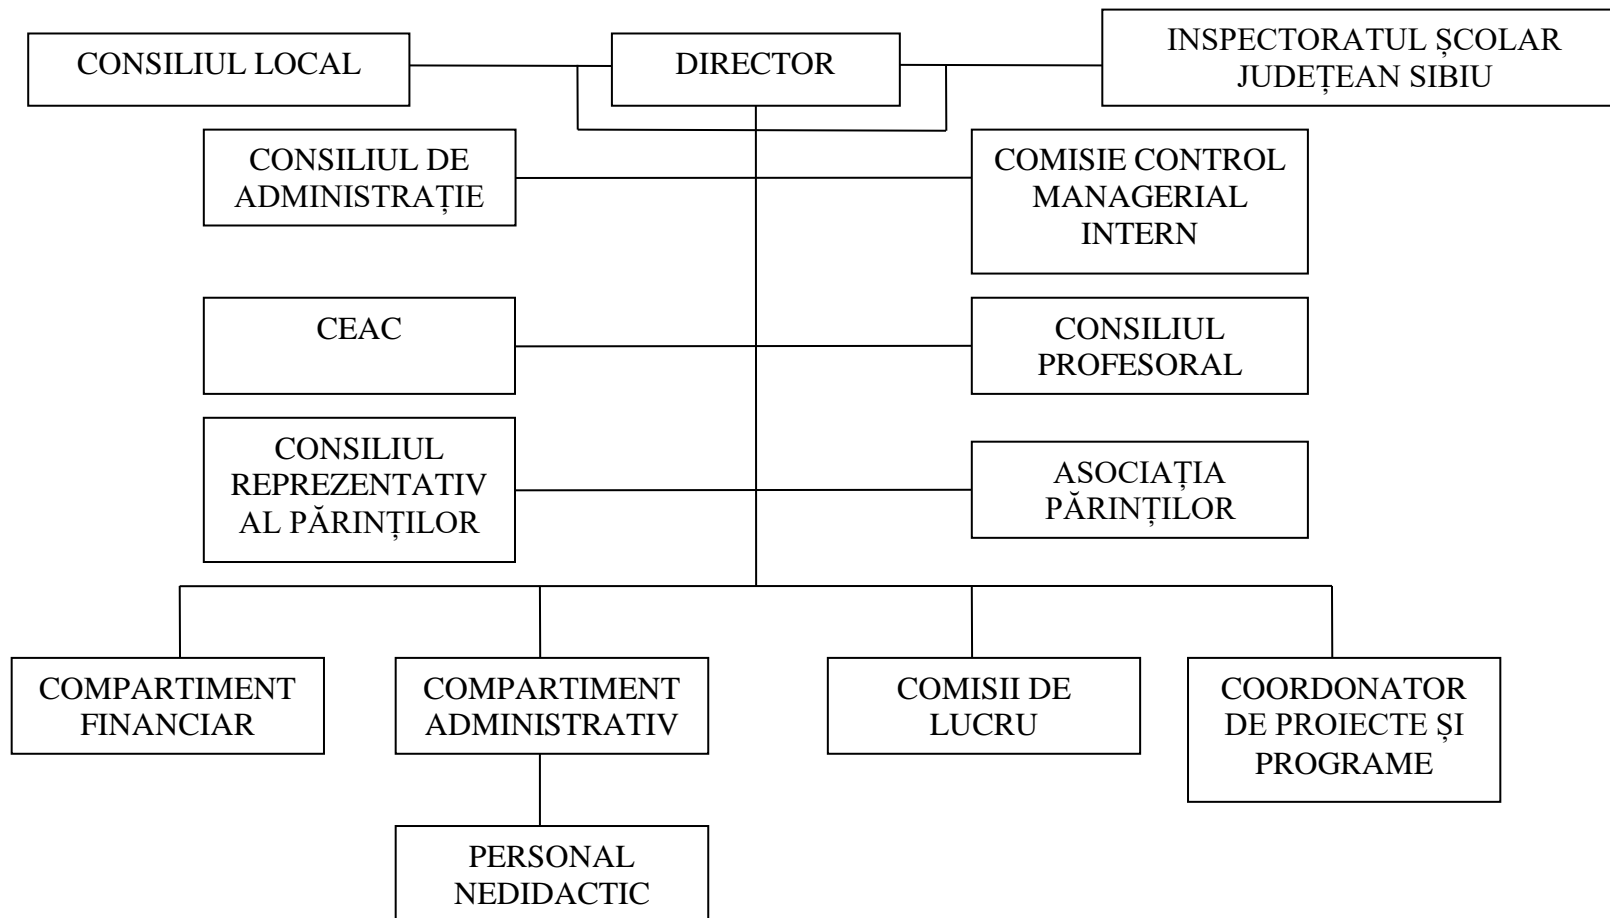 CONSILIUL LOCAL
DIRECTOR
INSPECTORATUL ȘCOLAR
JUDEȚEAN SIBIU
CONSILIUL DE
ADMINISTRAȚIE
COMISIE CONTROL
MANAGERIAL
INTERN
CEAC
CONSILIUL
PROFESORAL
CONSILIUL
REPREZENTATIV
AL PĂRINȚILOR
ASOCIAȚIA
PĂRINȚILOR
COMPARTIMENT
FINANCIAR
COMPARTIMENT
ADMINISTRATIV
COMISII DE
LUCRU
COORDONATOR
DE PROIECTE ȘI
PROGRAME
PERSONAL
NEDIDACTIC